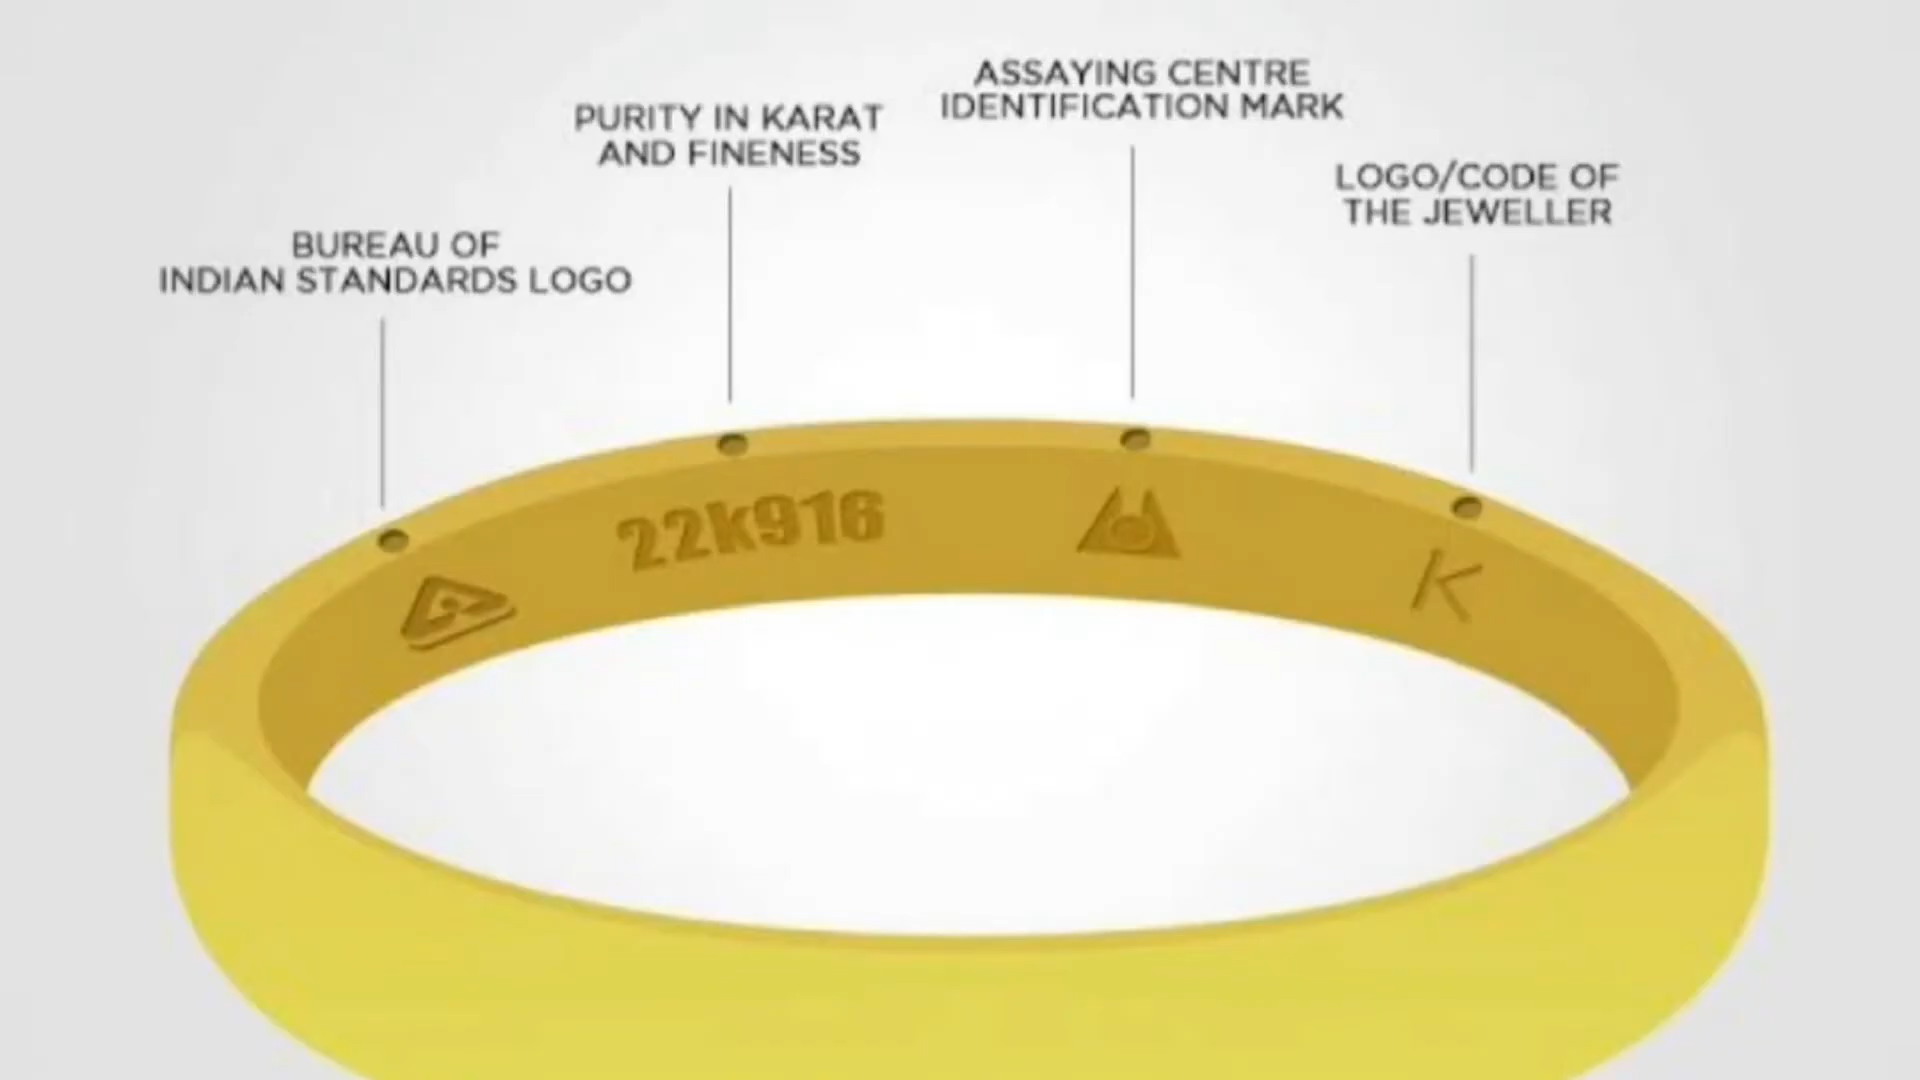 BUREAU OF
INDIAN STANDARDS LOGO
PURITY IN KARAT
AND FINENESS
ASSAYING CENTRE
IDENTIFICATION MARK
LOGO/CODE OF
THE JEWELLER
22k916
K